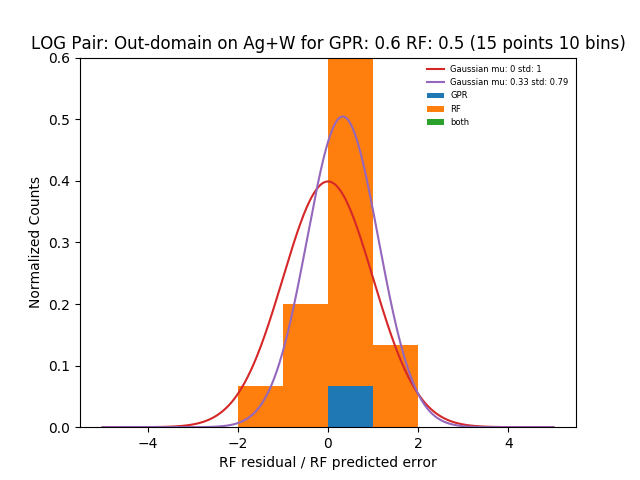 LOG Pair: Out-domain on Ag+W for GPR: 0.6 RF: 0.5 (15 points 10 bins)
Gaussian mu: 0 std: 1
Gaussian mu: 0.33 std: 0.79
GPR
RF
both
Normalized Counts
0.6
0.5
0.4
0.3
0.2
0.1
0.0
−4 −2 0 2 4
RF residual / RF predicted error